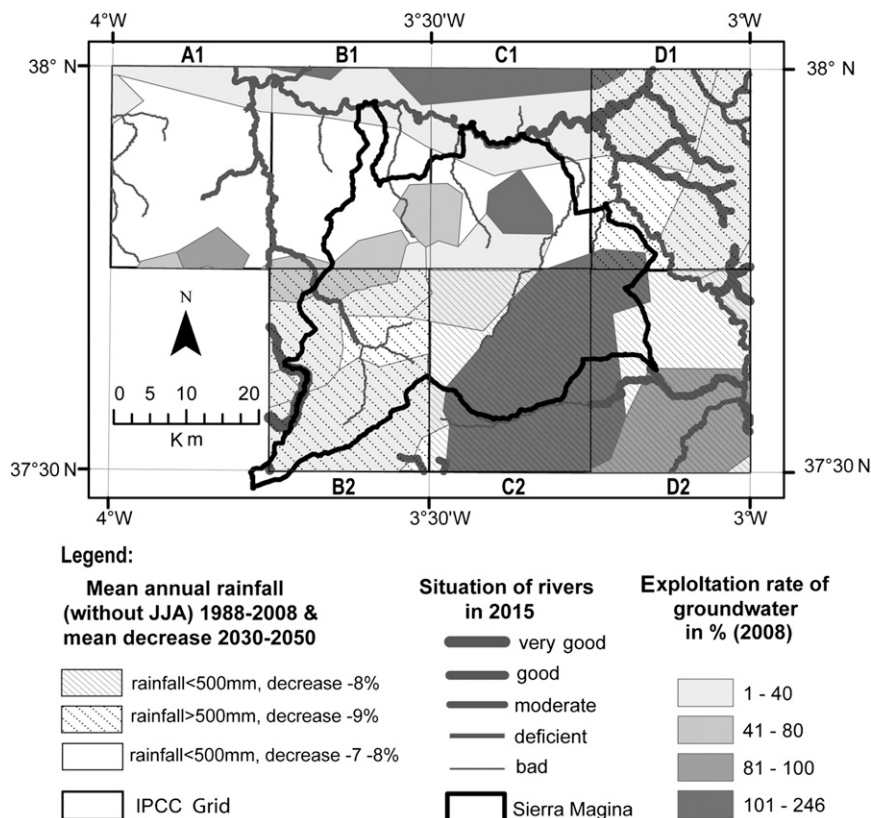 4°W 3°30'W 3°W
A1 B1 C1 D1
38° N 38° N
N
0 5 10 20
Km
37°30 N 37°30 N
B2 C2 D2
4°W 3°30'W 3°W
Legend:
Mean annual rainfall
(without JJA) 1988-2008 &
mean decrease 2030-2050
rainfall<500mm, decrease -8%
rainfall>500mm, decrease -9%
rainfall<500mm, decrease -7 -8%
IPCC Grid
Situation of rivers
in 2015
very good
good
moderate
deficient
bad
Sierra Magina
Exploltation rate of
groundwater
in % (2008)
1 - 40
41 - 80
81 - 100
101 - 246